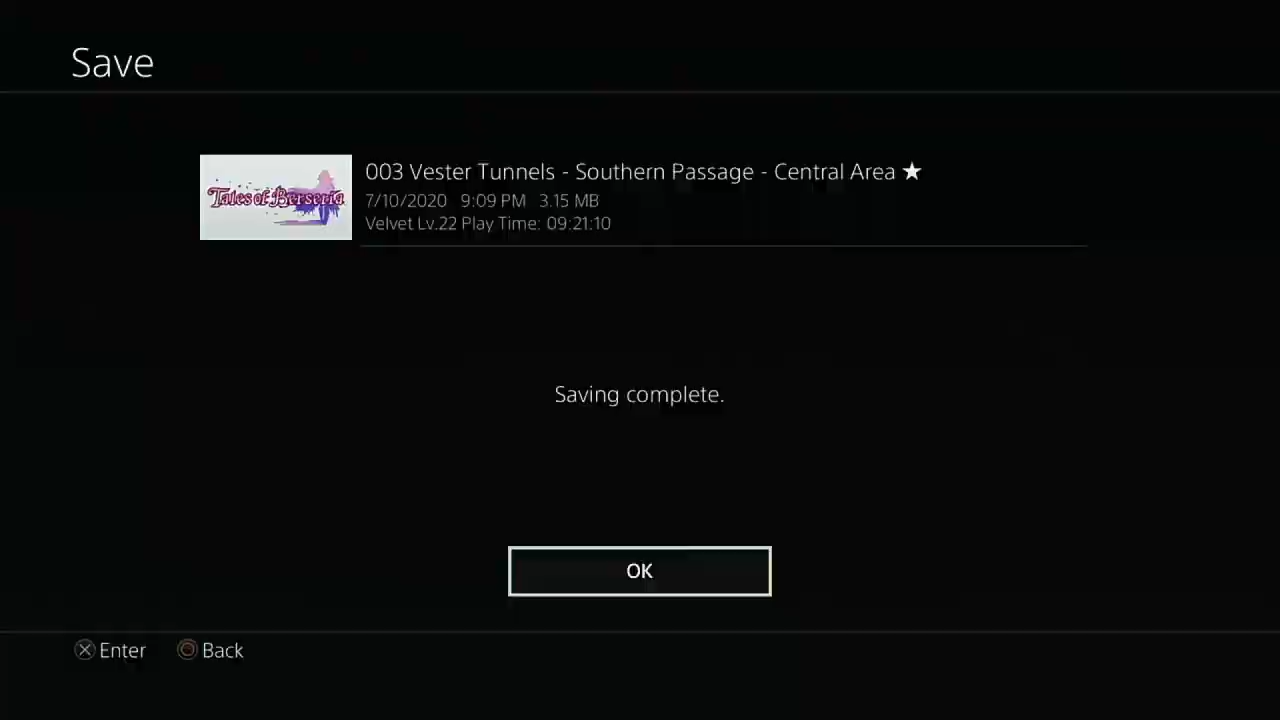 Save
Tales of Berseria
003 Vester Tunnels - Southern Passage - Central Area ★
7/10/2020 9:09 PM 3.15 MB
Velvet Lv.22 Play Time: 09:21:10
Saving complete.
OK
Enter Back